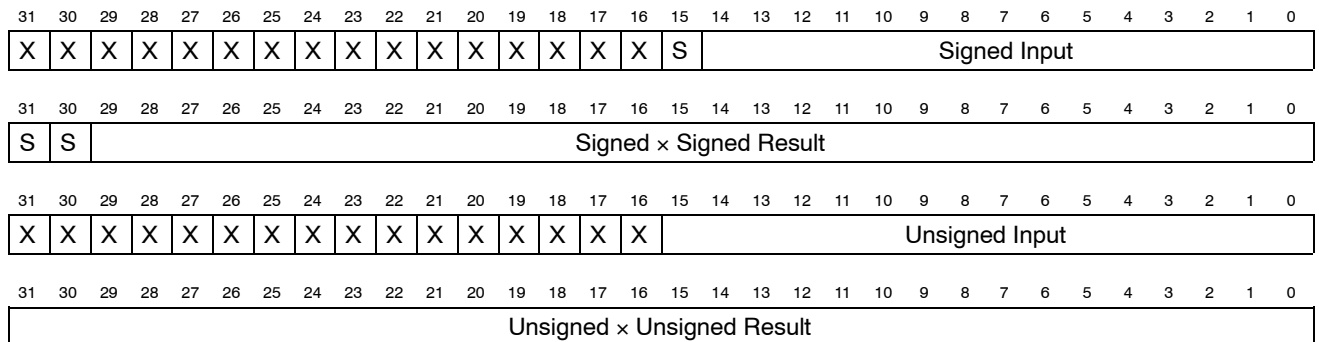 31 30 29 28 27 26 25 24 23 22 21 20 19 18 17 16 15 14 13 12 11 10 9 8 7 6 5 4 3 2 1 0
X X X X X X X X X X X X X X X X S Signed Input
31 30 29 28 27 26 25 24 23 22 21 20 19 18 17 16 15 14 13 12 11 10 9 8 7 6 5 4 3 2 1 0
S S Signed × Signed Result
31 30 29 28 27 26 25 24 23 22 21 20 19 18 17 16 15 14 13 12 11 10 9 8 7 6 5 4 3 2 1 0
X X X X X X X X X X X X X X X X Unsigned Input
31 30 29 28 27 26 25 24 23 22 21 20 19 18 17 16 15 14 13 12 11 10 9 8 7 6 5 4 3 2 1 0
Unsigned × Unsigned Result